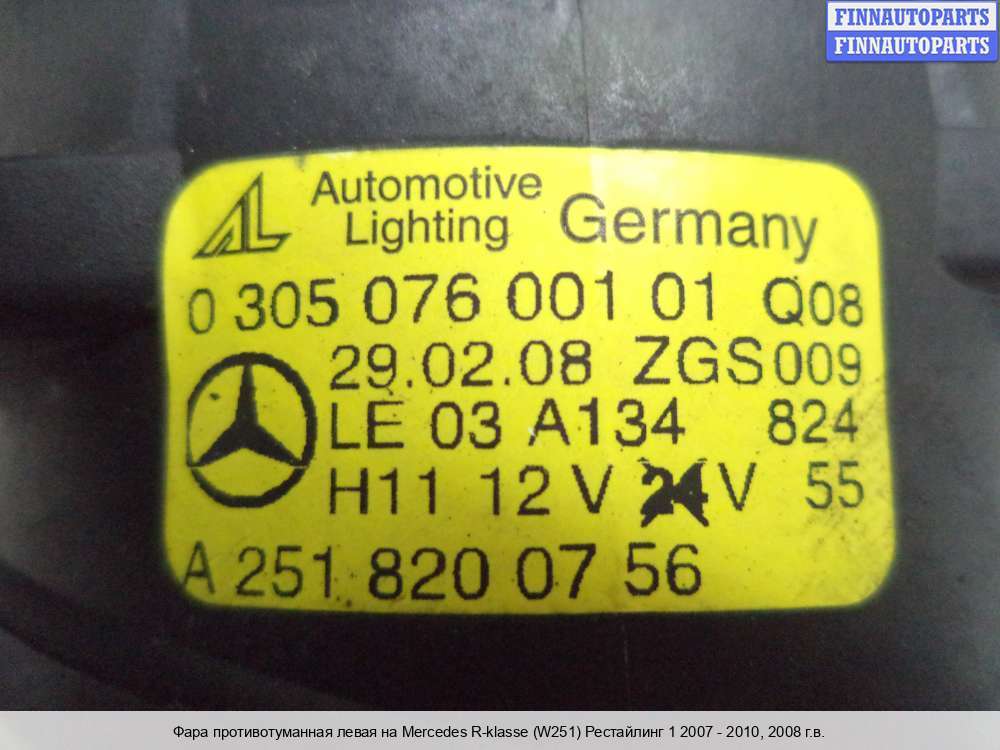 FINNAUTOPARTS
FINNAUTOPARTS
AL Automotive Lighting Germany
0 305 076 001 01 Q08
29.02.08 ZGS 009
LE 03 A134 824
H11 12 V 24 V 55
A 251 820 07 56
Фара противотуманная левая на Mercedes R-klasse (W251) Рестайлинг 1 2007 - 2010, 2008 г.в.